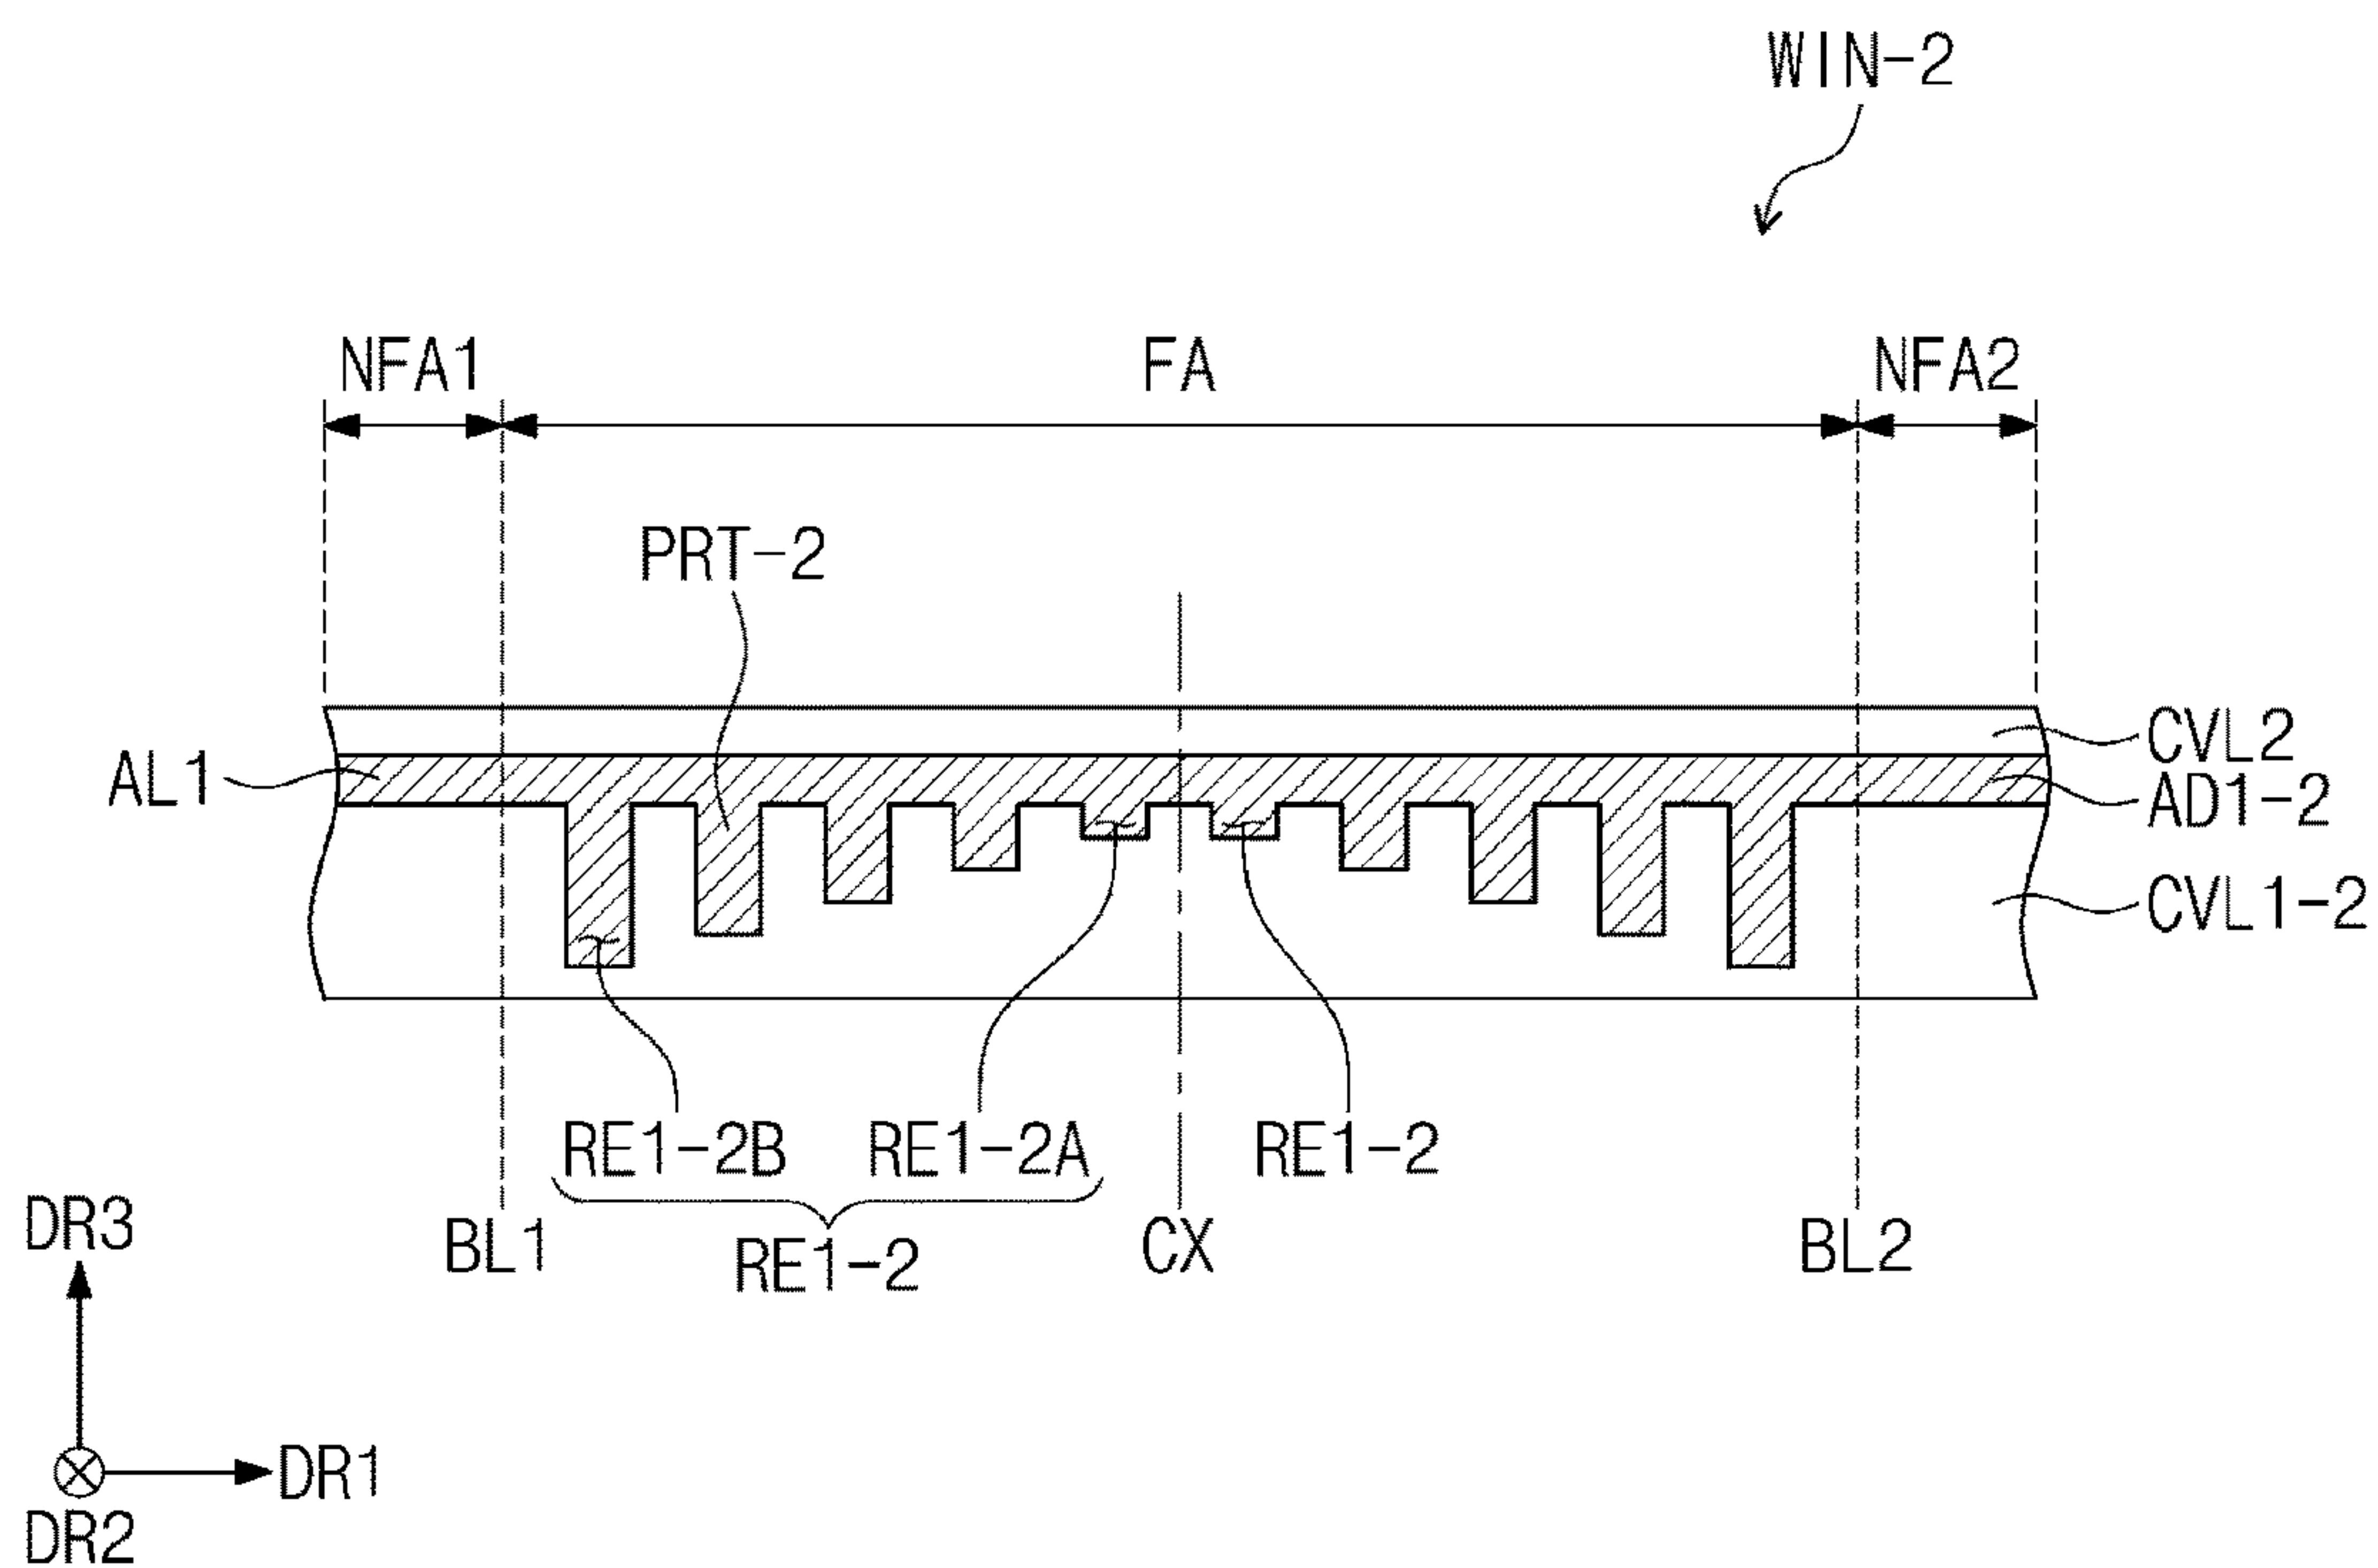 WIN-2
NFA1 FA NFA2
PRT-2
CVL2
AL1
AD1-2
CVL1-2
RE1-2B RE1-2A RE1-2
DR3
BL1 RE1-2 CX BL2
DR1
DR2